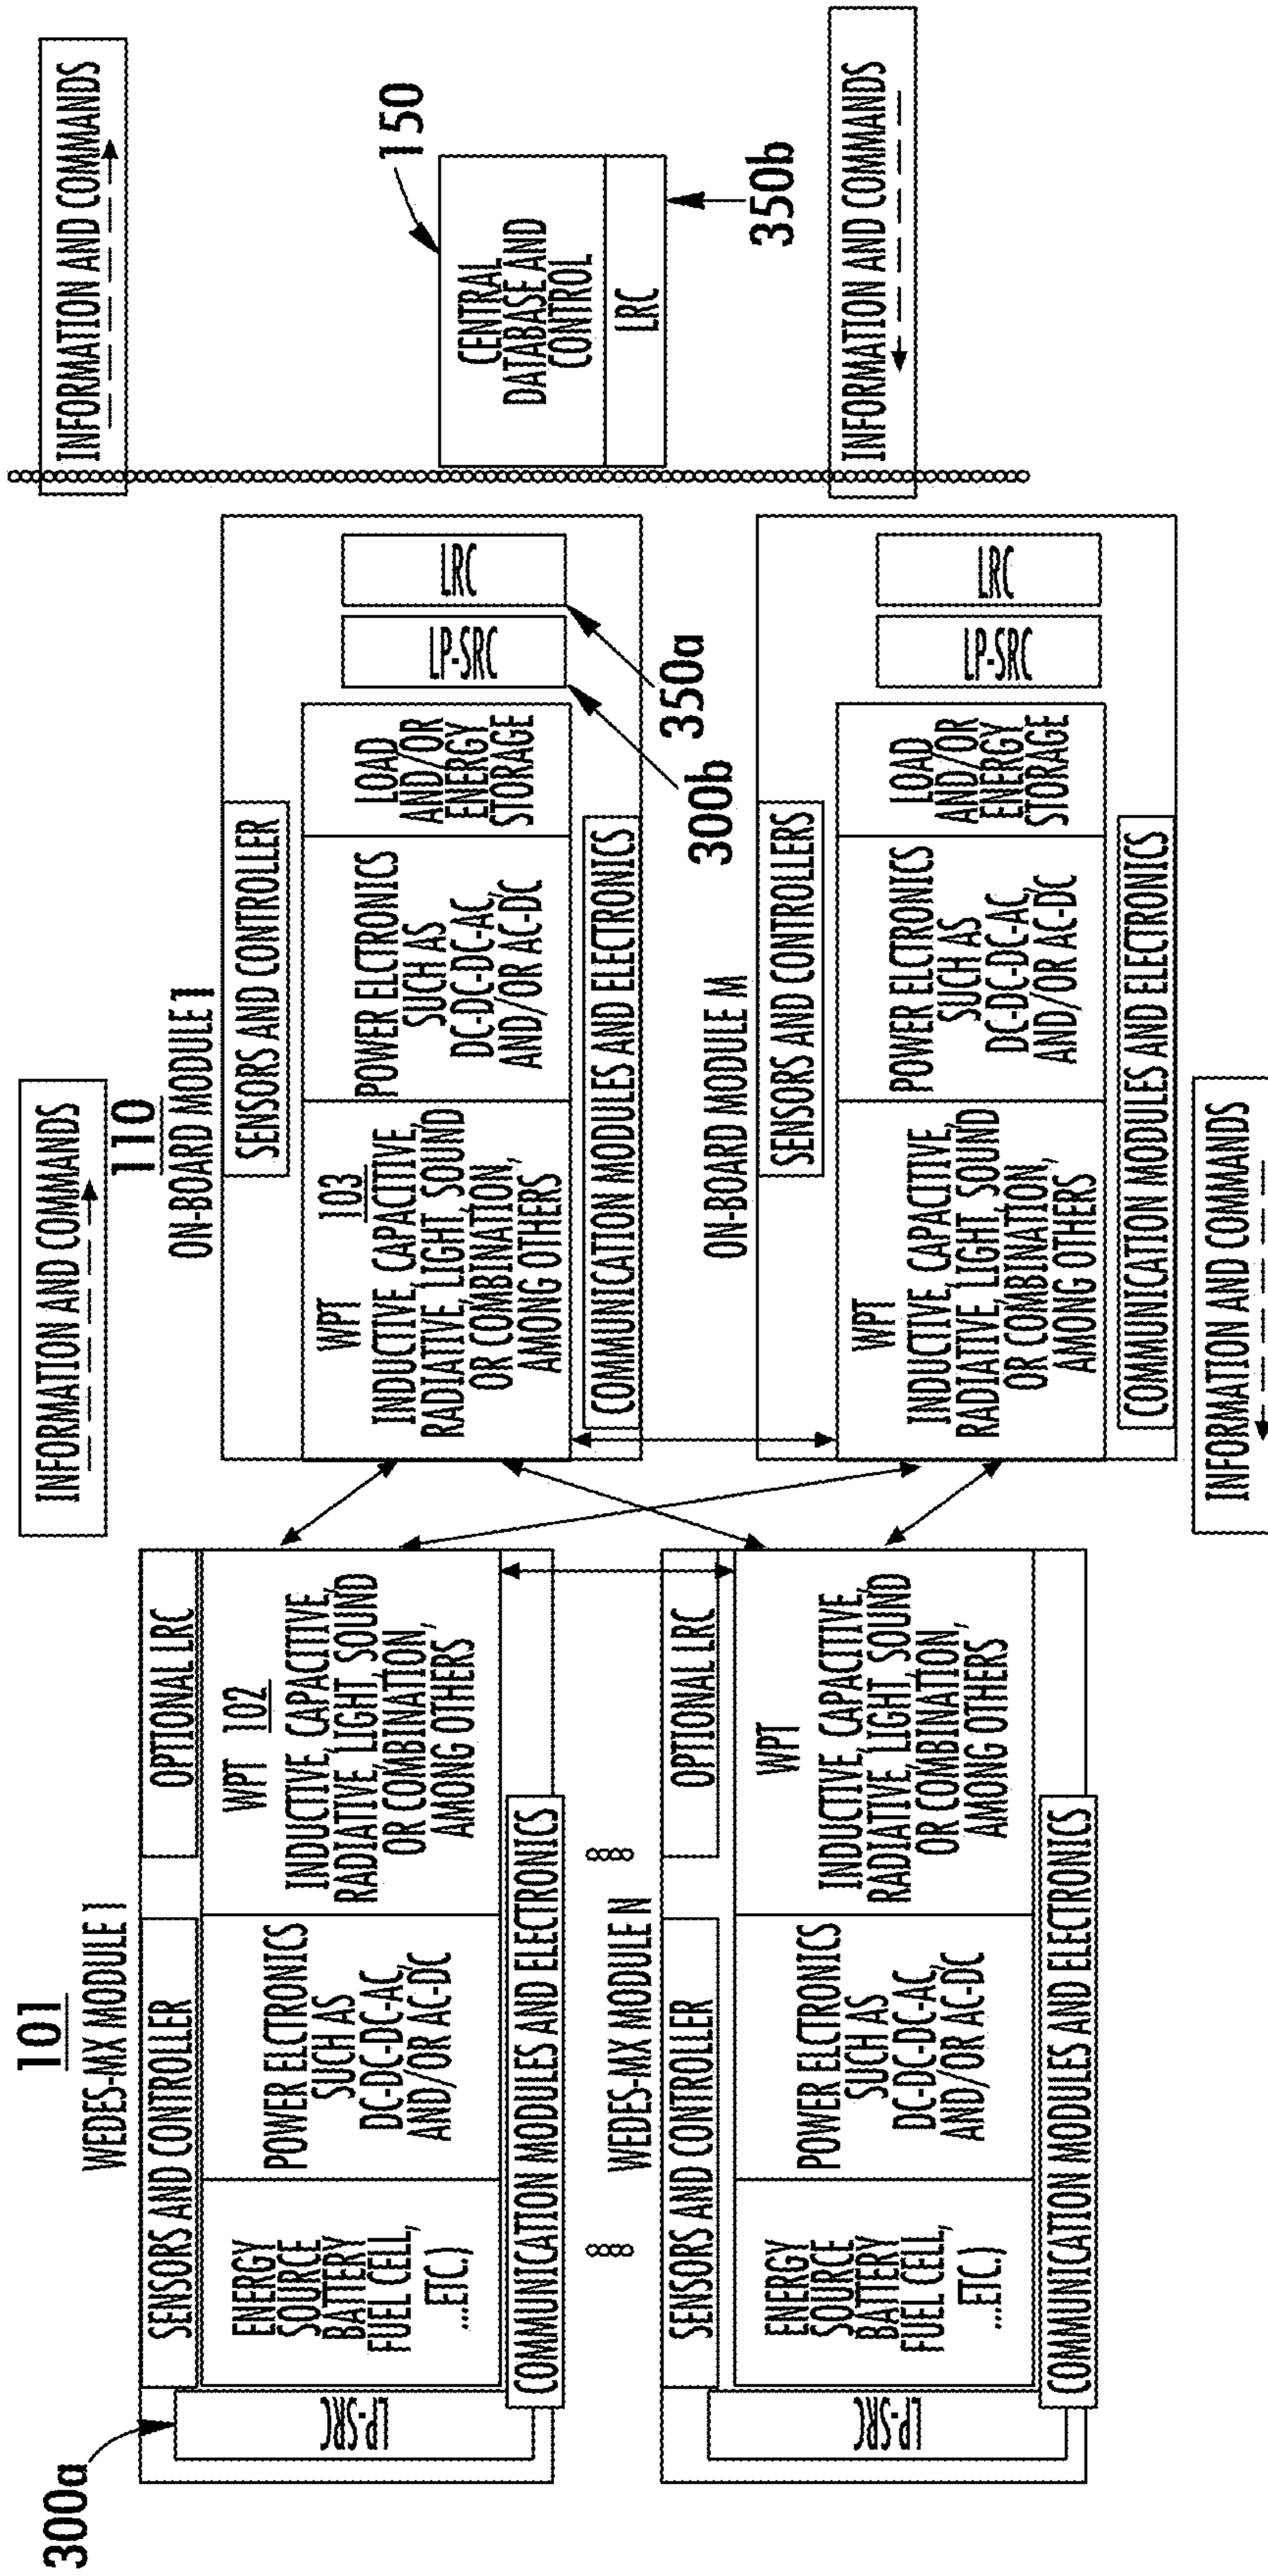 300a
101
WEDES-MX MODULE 1
SENSORS AND CONTROLLER
OPTIONAL LRC
LP-SRC
ENERGY
SOURCE
BATTERY
FUEL CELL,
...ETC.)
POWER ELCTRONICS
SUCH AS
DC-DC-DC-AC,
AND/OR AC-DC
WPT 102
INDUCTIVE, CAPACITIVE,
RADIATIVE, LIGHT, SOUND
OR COMBINATION,
AMONG OTHERS
COMMUNICATION MODULES AND ELECTRONICS
WEDES-MX MODULE N
SENSORS AND CONTROLLER
OPTIONAL LRC
LP-SRC
ENERGY
SOURCE
BATTERY
FUEL CELL,
...ETC.)
POWER ELCTRONICS
SUCH AS
DC-DC-DC-AC,
AND/OR AC-DC
WPT
INDUCTIVE, CAPACITIVE,
RADIATIVE, LIGHT, SOUND
OR COMBINATION,
AMONG OTHERS
COMMUNICATION MODULES AND ELECTRONICS
INFORMATION AND COMMANDS
110
ON-BOARD MODULE 1
SENSORS AND CONTROLLER
WPT 103
INDUCTIVE, CAPACITIVE,
RADIATIVE, LIGHT, SOUND
OR COMBINATION,
AMONG OTHERS
POWER ELECTRONICS
SUCH AS
DC-DC-DC-AC,
AND/OR AC-DC
LOAD
AND/OR
ENERGY
STORAGE
LP-SRC
LRC
COMMUNICATION MODULES AND ELECTRONICS
300b
350a
ON-BOARD MODULE M
SENSORS AND CONTROLLERS
WPT
INDUCTIVE, CAPACITIVE,
RADIATIVE, LIGHT, SOUND
OR COMBINATION,
AMONG OTHERS
POWER ELECTRONICS
SUCH AS
DC-DC-DC-AC,
AND/OR AC-DC
LOAD
AND/OR
ENERGY
STORAGE
LP-SRC
LRC
COMMUNICATION MODULES AND ELECTRONICS
INFORMATION AND COMMANDS
INFORMATION AND COMMANDS
150
CENTRAL
DATABASE AND
CONTROL
LRC
350b
INFORMATION AND COMMANDS